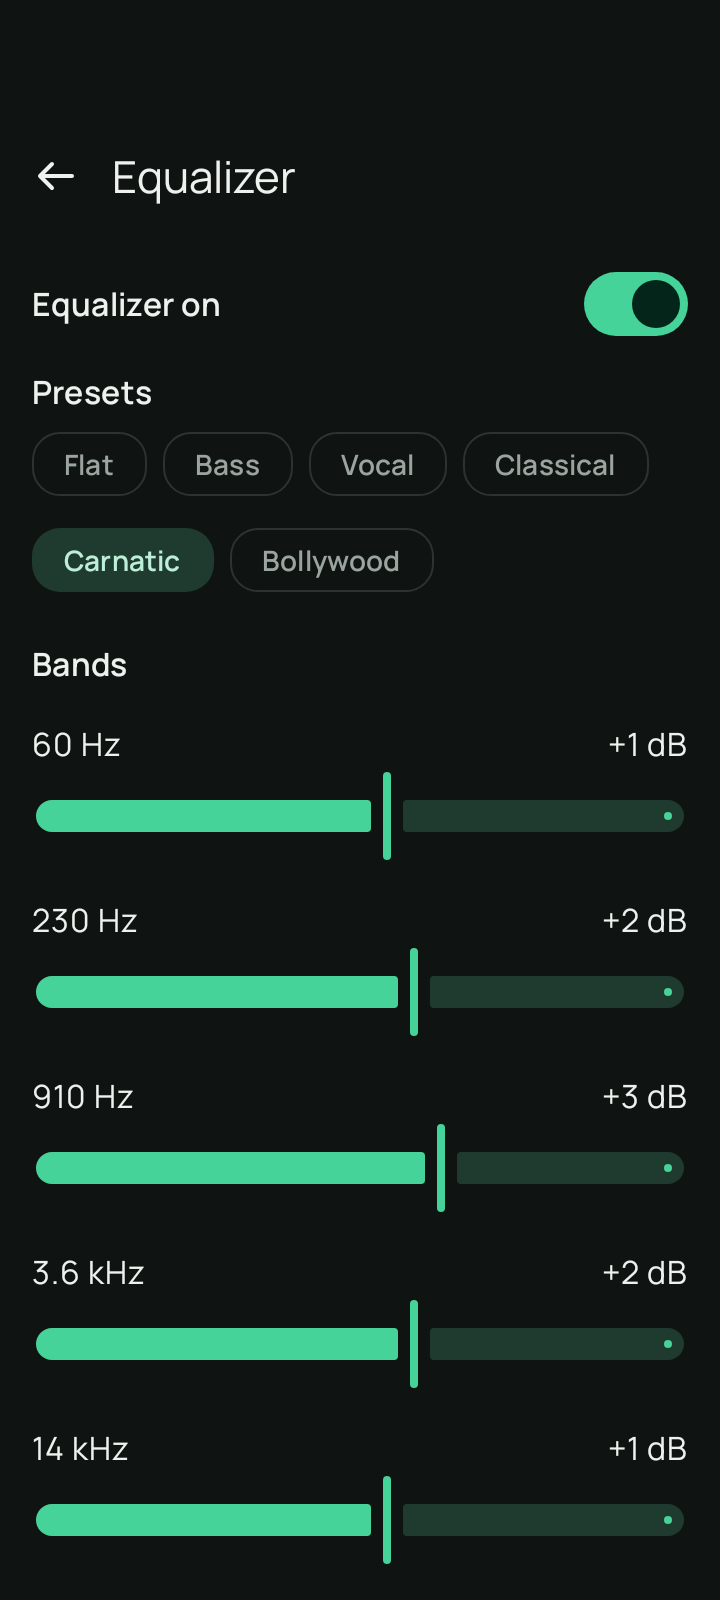 Equalizer
Equalizer on
Presets
Flat Bass Vocal Classical
Carnatic Bollywood
Bands
60 Hz +1 dB
230 Hz +2 dB
910 Hz +3 dB
3.6 kHz +2 dB
14 kHz +1 dB